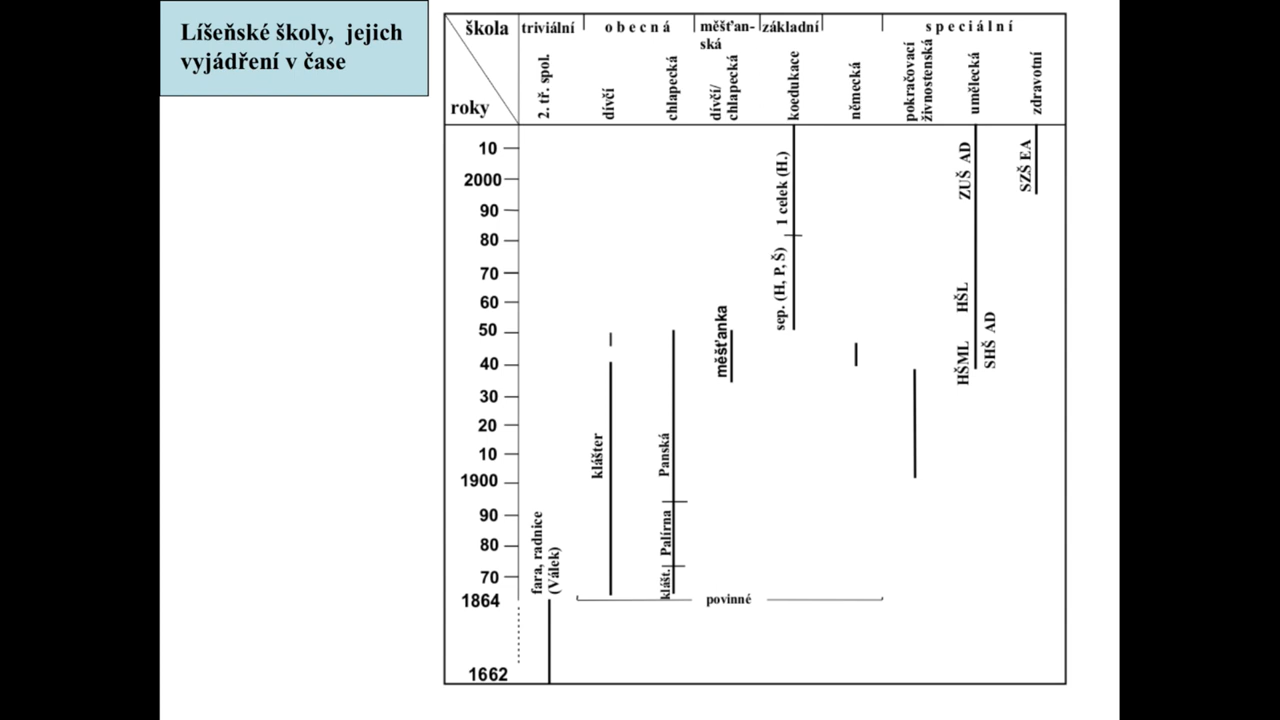 Líšeňské školy, jejich
vyjádření v čase
škola
roky
triviální
obecná
měšťan-
ská
základní
speciální
2. tř. spol.
dívčí
chlapecká
dívčí/
chlapecká
koedukace
německá
pokračovací
živnostenská
umělecká
zdravotní
10
2000
90
80
70
60
50
40
30
20
10
1900
90
80
70
1864
1662
fara, radnice
(Válek)
klášter
klášt.
Palírna
Panská
měšťanka
sep. (H, P, Š)
1 celek (H.)
HŠML
HŠL
ZUŠ AD
SHŠ AD
SZŠ EA
povinné